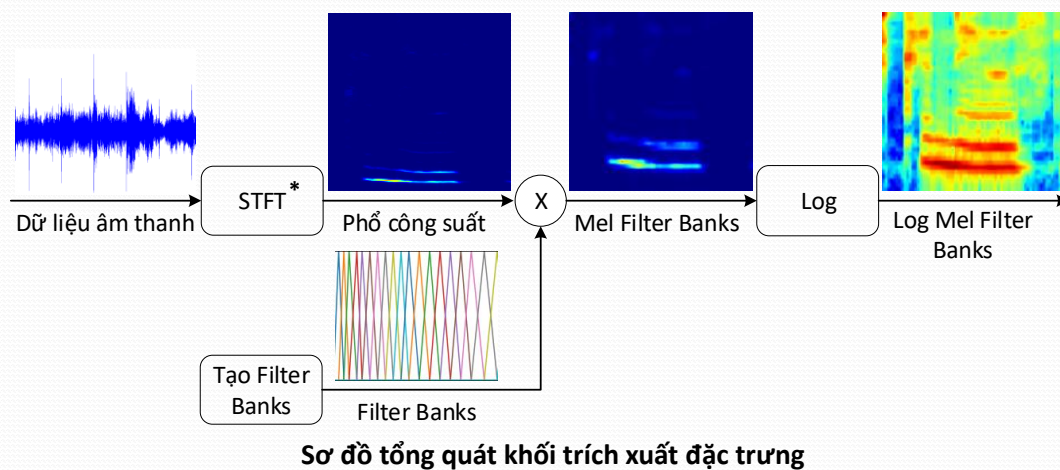 STFT*
X
Log
Dữ liệu âm thanh
Phổ công suất
Mel Filter Banks
Log Mel Filter
Banks
Tạo Filter
Banks
Filter Banks
Sơ đồ tổng quát khối trích xuất đặc trưng